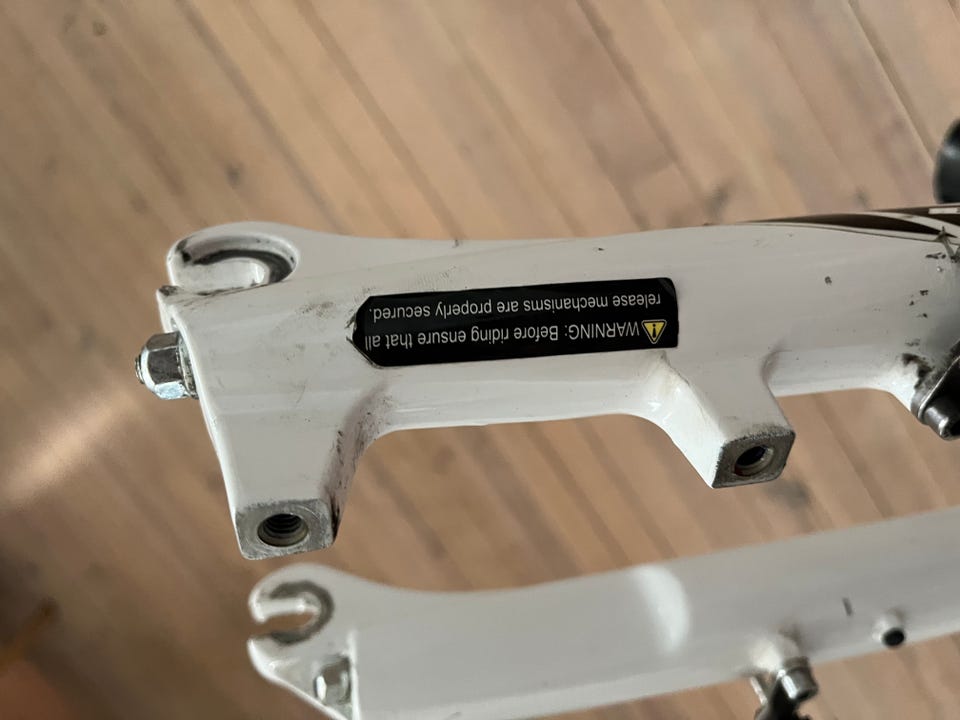 WARNING: Before riding ensure that all
release mechanisms are properly secured.